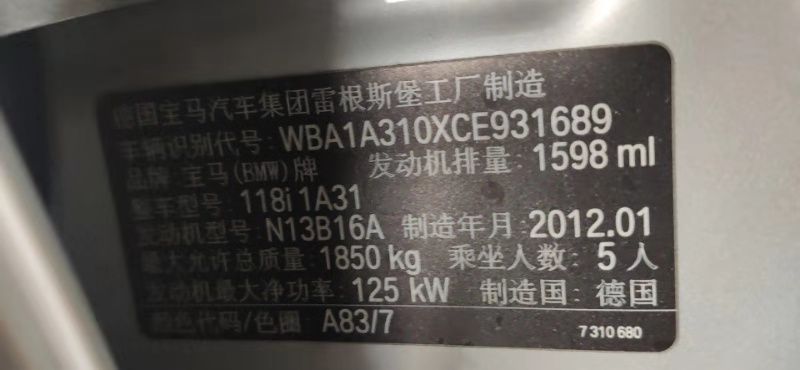 德国宝马汽车集团雷根斯堡工厂制造
车辆识别代号: WBA1A310XCE931689
品牌: 宝马(BMW)牌 发动机排量: 1598 ml
整车型号: 118i 1A31
发动机型号: N13B16A 制造年月: 2012.01
最大允许总质量: 1850 kg 乘坐人数: 5 人
发动机最大净功率: 125 kW 制造国: 德国
颜色代码/色圈: A83/7 7 310 680